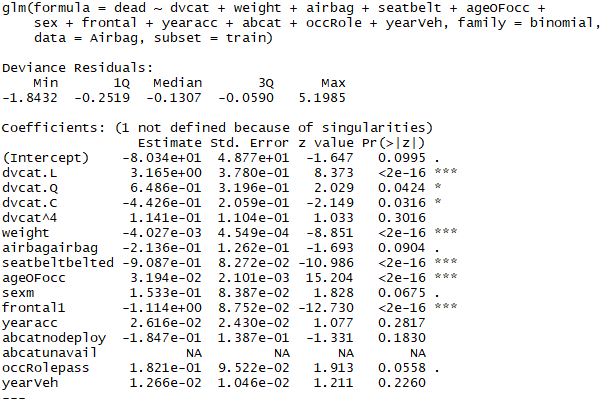 glm(formula = dead ~ dvcat + weight + airbag + seatbelt + ageOFocc +
    sex + frontal + yearacc + abcat + occRole + yearVeh, family = binomial,
    data = Airbag, subset = train)
Deviance Residuals:
    Min       1Q   Median       3Q      Max
-1.8432  -0.2519  -0.1307  -0.0590   5.1985
Coefficients: (1 not defined because of singularities)
                 Estimate Std. Error z value Pr(>|z|)
(Intercept)    -8.034e+01  4.877e+01  -1.647   0.0995 .
dvcat.L         3.165e+00  3.780e-01   8.373   <2e-16 ***
dvcat.Q         6.486e-01  3.196e-01   2.029   0.0424 *
dvcat.C        -4.426e-01  2.059e-01  -2.149   0.0316 *
dvcat^4         1.141e-01  1.104e-01   1.033   0.3016
weight         -4.027e-03  4.549e-04  -8.851   <2e-16 ***
airbagairbag   -2.136e-01  1.262e-01  -1.693   0.0904 .
seatbeltbelted -9.087e-01  8.272e-02 -10.986   <2e-16 ***
ageOFocc        3.194e-02  2.101e-03  15.204   <2e-16 ***
sexm            1.533e-01  8.387e-02   1.828   0.0675 .
frontal1       -1.114e+00  8.752e-02 -12.730   <2e-16 ***
yearacc         2.616e-02  2.430e-02   1.077   0.2817
abcatnodeploy  -1.847e-01  1.387e-01  -1.331   0.1830
abcatunavail           NA         NA      NA       NA
occRolepass     1.821e-01  9.522e-02   1.913   0.0558 .
yearVeh         1.266e-02  1.046e-02   1.211   0.2260
---